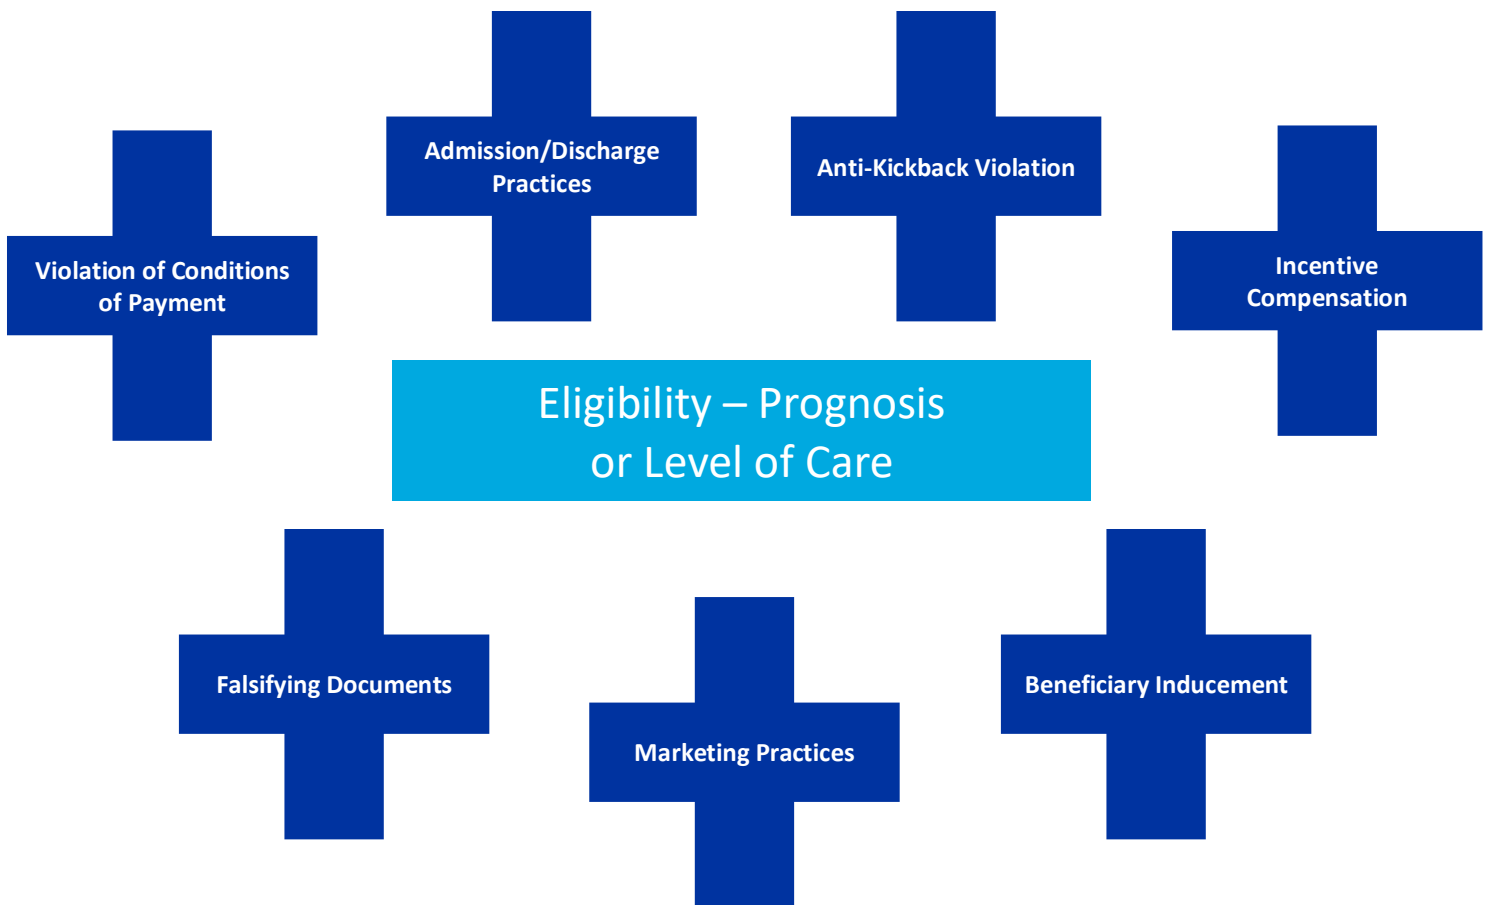 Admission/Discharge
Practices
Anti-Kickback Violation
Violation of Conditions
of Payment
Incentive
Compensation
Eligibility – Prognosis
or Level of Care
Falsifying Documents
Marketing Practices
Beneficiary Inducement